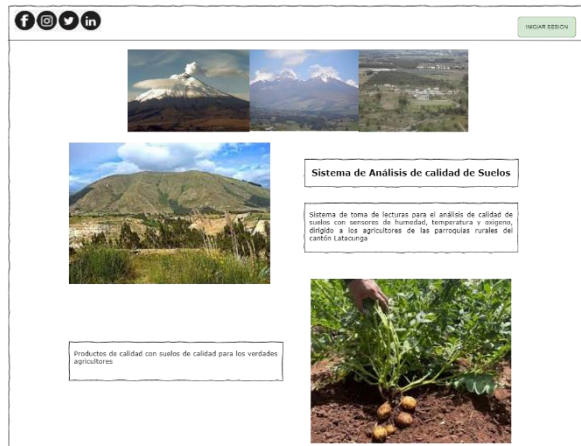 INICIAR SESION
Sistema de Análisis de calidad de Suelos
Sistema de toma de lecturas para el análisis de calidad de
suelos con sensores de humedad, temperatura y oxigeno,
dirigido a los agricultores de las parroquias rurales del
cantón Latacunga
Productos de calidad con suelos de calidad para los verdades
agricultores